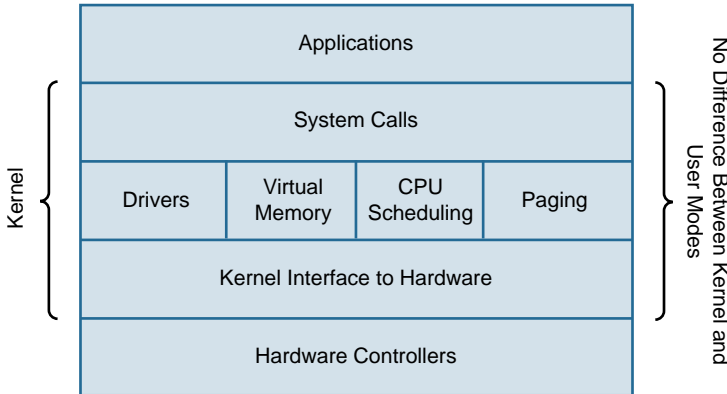 Applications
System Calls
Drivers
Virtual
Memory
CPU
Scheduling
Paging
Kernel Interface to Hardware
Hardware Controllers
Kernel
No Difference Between Kernel and
User Modes